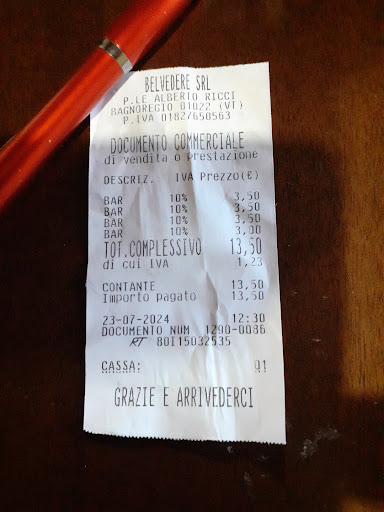 BELVEDERE SRL
P.LE ALBERTO RICCI
BAGNOREGIO 01022 (VT)
P.IVA 01827650563
DOCUMENTO COMMERCIALE
di vendita o prestazione
DESCRIZ. IVA Prezzo(€)
BAR 10% 3,50
BAR 10% 3,50
BAR 10% 3,50
BAR 10% 3,00
TOT.COMPLESSIVO 13,50
di cui IVA 1,23
CONTANTE 13,50
Importo pagato 13,50
23-07-2024 12:30
DOCUMENTO NUM 1290-0086
RT 80I15032535
CASSA: 01
GRAZIE E ARRIVEDERCI